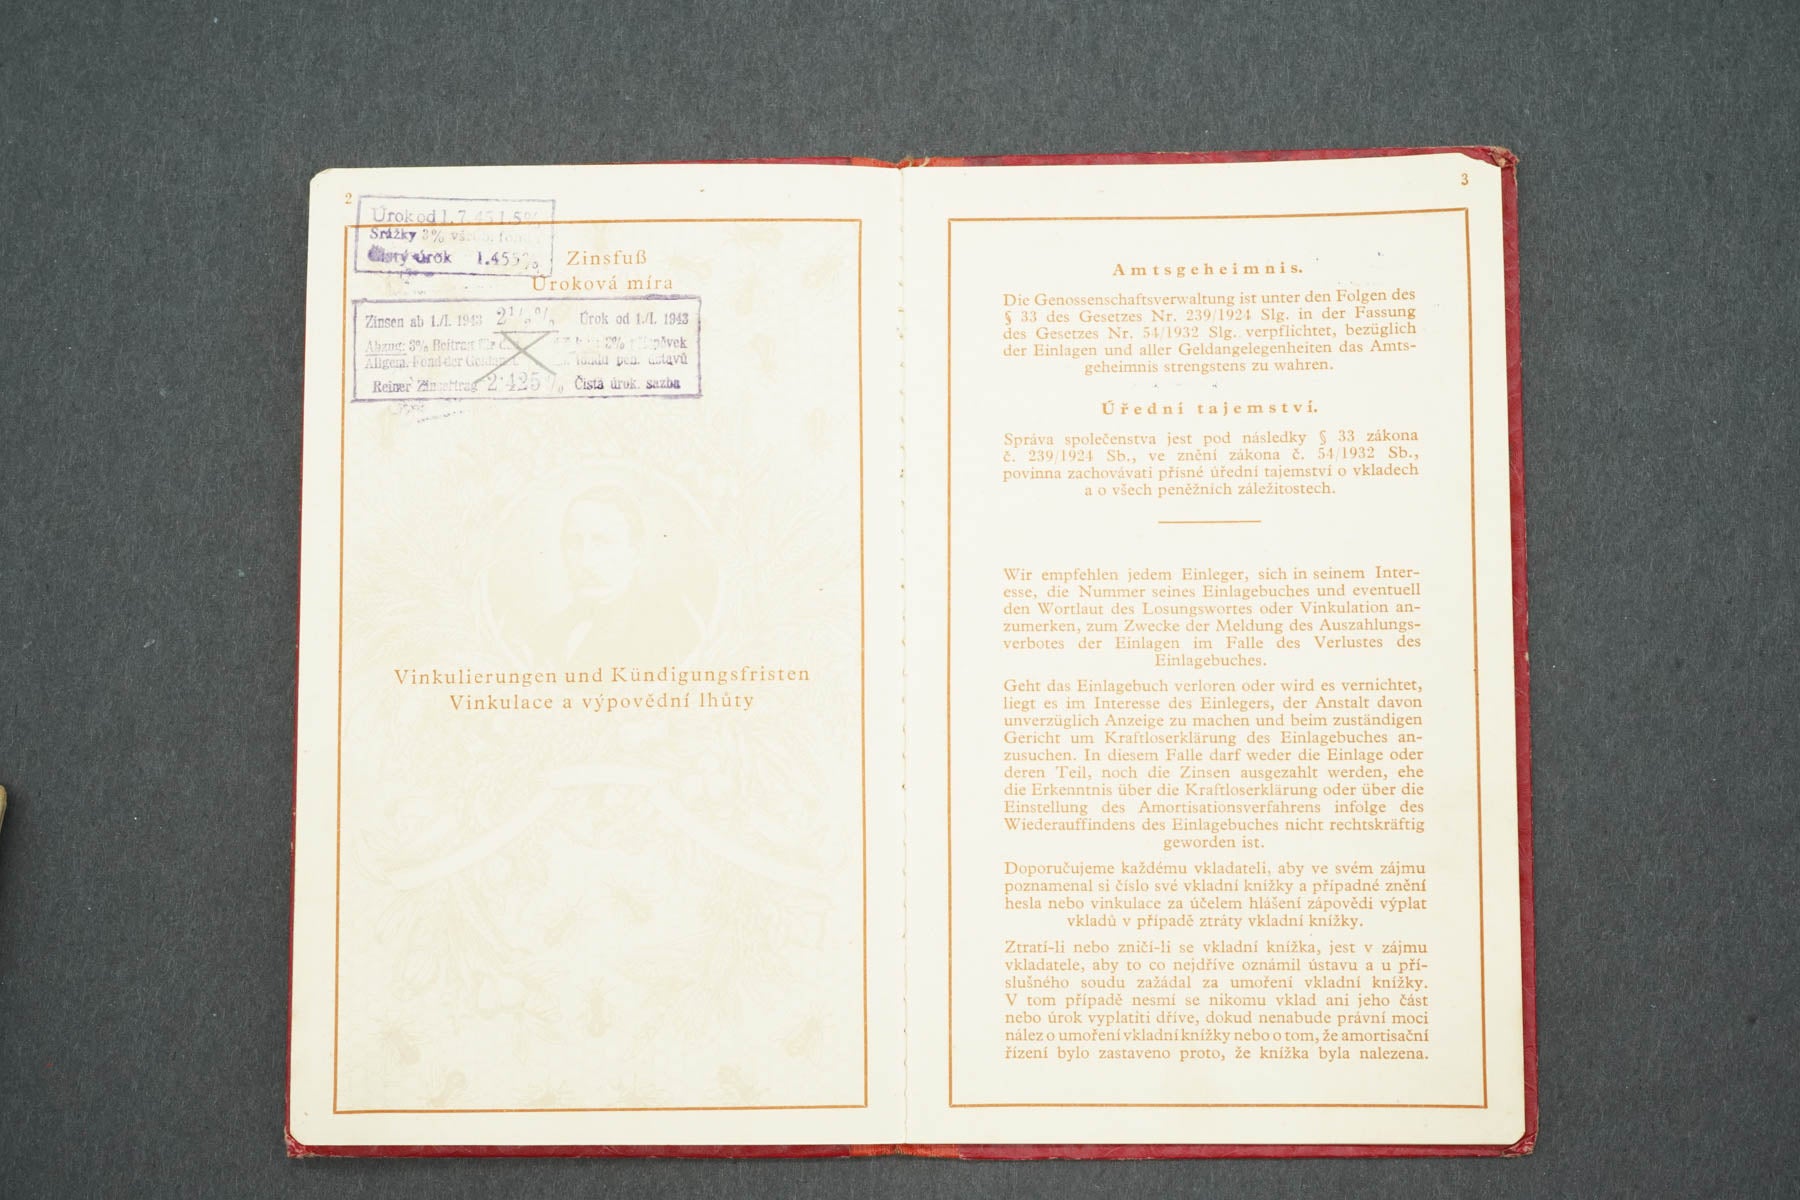 2
Úrok od 1.7.45 1.5%
Srážky 3%
Čistý úrok 1.455%
Zinsfuß
Úroková míra
Zinsen ab 1./I. 1943 2½% Úrok od 1./I. 1943
Abzug: 3% Beitrag für 3% příspěvek
Allgem. Fond der Geldanst. fondu pen. ústavů
Reiner Zinsertrag 2·425% Čistá úrok. sazba
Vinkulierungen und Kündigungsfristen
Vinkulace a výpovědní lhůty
3
Amtsgeheimnis.
Die Genossenschaftsverwaltung ist unter den Folgen des
§ 33 des Gesetzes Nr. 239/1924 Slg. in der Fassung
des Gesetzes Nr. 54/1932 Slg. verpflichtet, bezüglich
der Einlagen und aller Geldangelegenheiten das Amts-
geheimnis strengstens zu wahren.
Úřední tajemství.
Správa společenstva jest pod následky § 33 zákona
č. 239/1924 Sb., ve znění zákona č. 54/1932 Sb.,
povinna zachovávati přísné úřední tajemství o vkladech
a o všech peněžních záležitostech.
Wir empfehlen jedem Einleger, sich in seinem Inter-
esse, die Nummer seines Einlagebuches und eventuell
den Wortlaut des Losungswortes oder Vinkulation an-
zumerken, zum Zwecke der Meldung des Auszahlungs-
verbotes der Einlagen im Falle des Verlustes des
Einlagebuches.
Geht das Einlagebuch verloren oder wird es vernichtet,
liegt es im Interesse des Einlegers, der Anstalt davon
unverzüglich Anzeige zu machen und beim zuständigen
Gericht um Kraftloserklärung des Einlagebuches an-
zusuchen. In diesem Falle darf weder die Einlage oder
deren Teil, noch die Zinsen ausgezahlt werden, ehe
die Erkenntnis über die Kraftloserklärung oder über die
Einstellung des Amortisationsverfahrens infolge des
Wiederauffindens des Einlagebuches nicht rechtskräftig
geworden ist.
Doporučujeme každému vkladateli, aby ve svém zájmu
poznamenal si číslo své vkladní knížky a případné znění
hesla nebo vinkulace za účelem hlášení zápovědi výplat
vkladů v případě ztráty vkladní knížky.
Ztratí-li nebo zničí-li se vkladní knížka, jest v zájmu
vkladatele, aby to co nejdříve oznámil ústavu a u pří-
slušného soudu zažádal za umoření vkladní knížky.
V tom případě nesmí se nikomu vklad ani jeho část
nebo úrok vyplatiti dříve, dokud nenabude právní moci
nález o umoření vkladní knížky nebo o tom, že amortisační
řízení bylo zastaveno proto, že knížka byla nalezena.